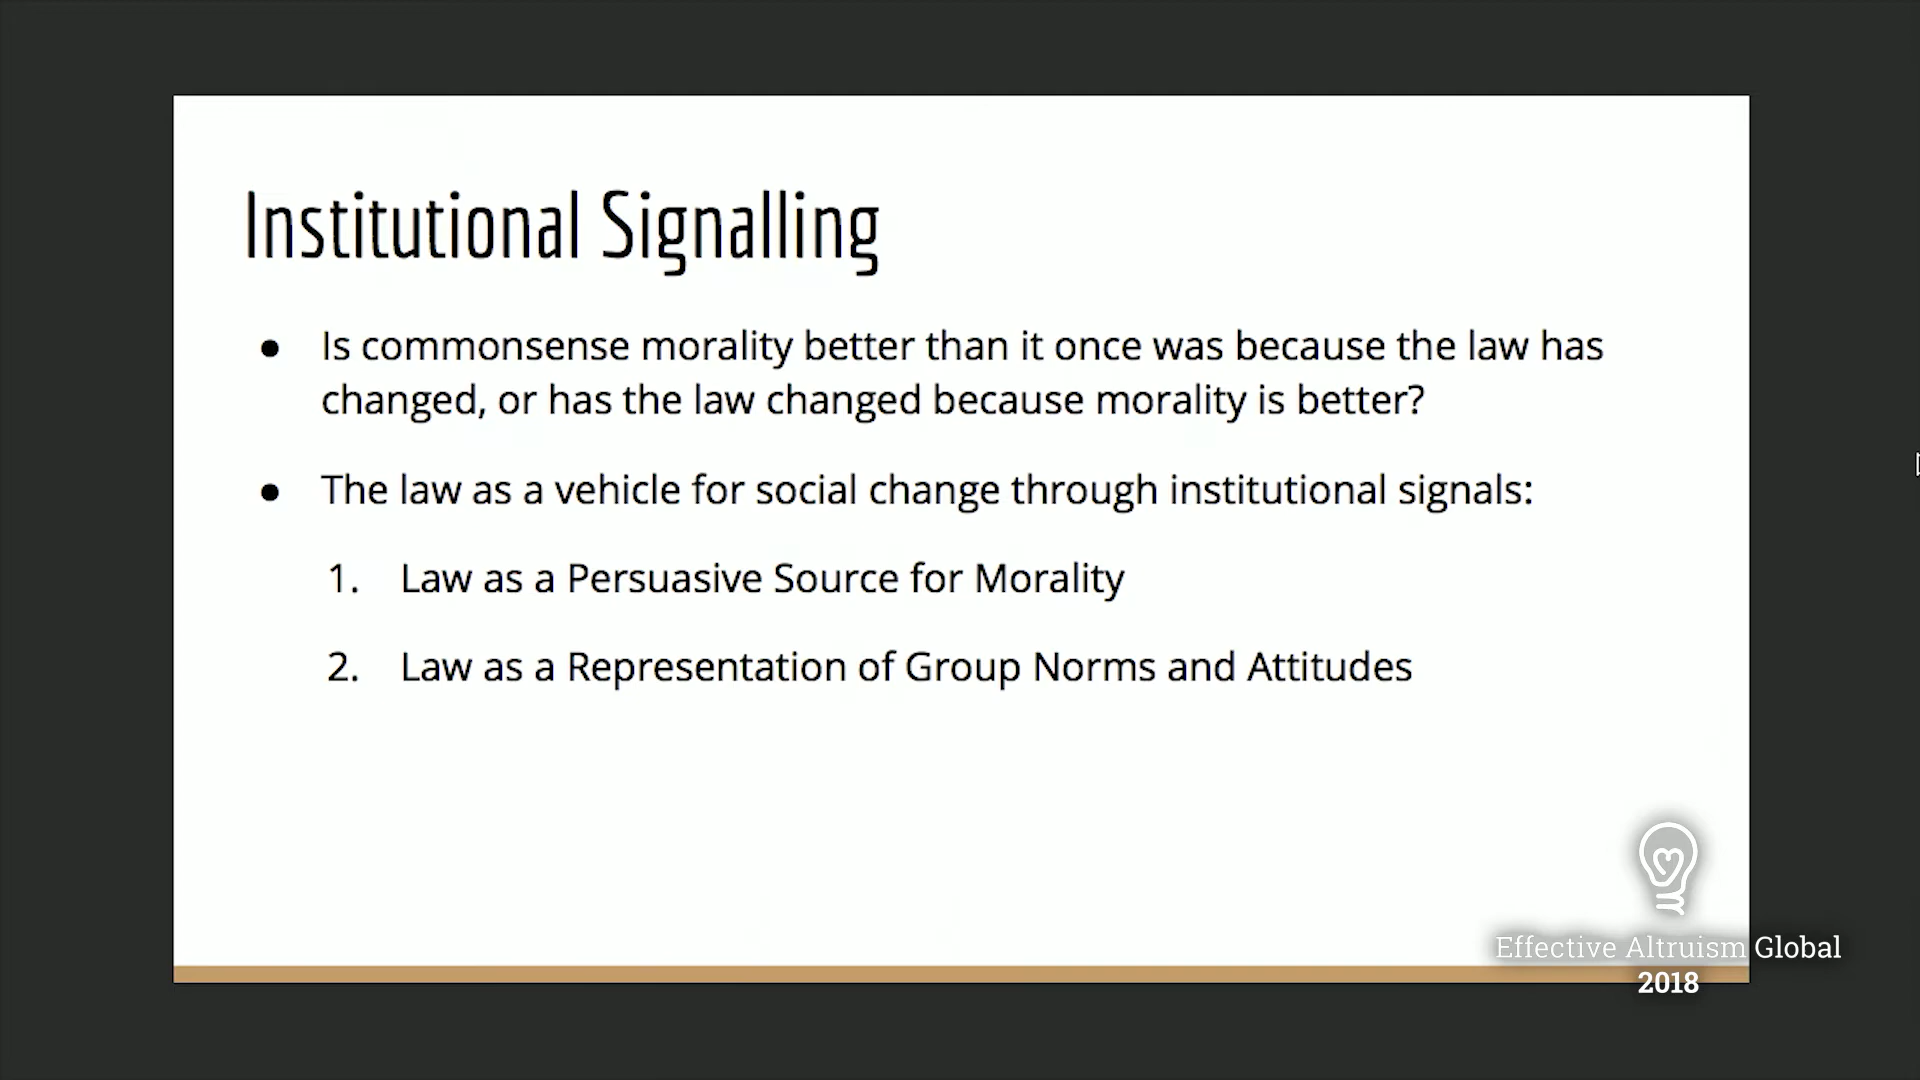 Institutional Signalling
● Is commonsense morality better than it once was because the law has
changed, or has the law changed because morality is better?
● The law as a vehicle for social change through institutional signals:
1. Law as a Persuasive Source for Morality
2. Law as a Representation of Group Norms and Attitudes
Effective Altruism Global
2018